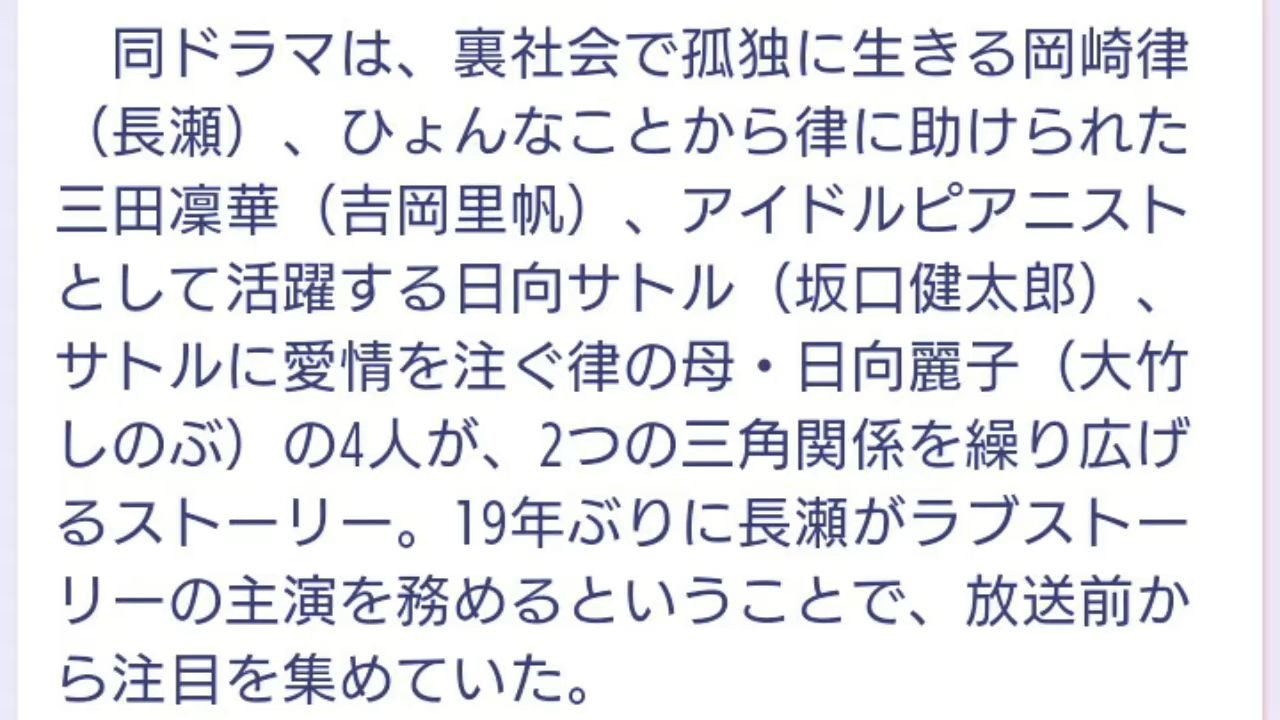 同ドラマは、裏社会で孤独に生きる岡崎律
（長瀬）、ひょんなことから律に助けられた
三田凜華（吉岡里帆）、アイドルピアニスト
として活躍する日向サトル（坂口健太郎）、
サトルに愛情を注ぐ律の母・日向麗子（大竹
しのぶ）の4人が、2つの三角関係を繰り広げ
るストーリー。19年ぶりに長瀬がラブストー
リーの主演を務めるということで、放送前か
ら注目を集めていた。